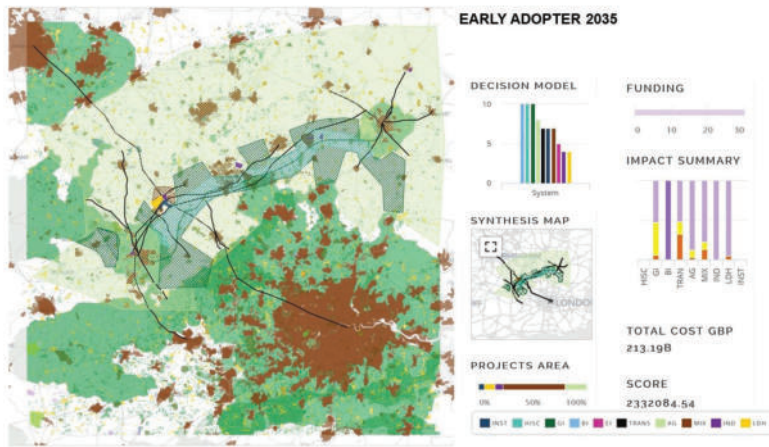 EARLY ADOPTER 2035
DECISION MODEL
10
5
0
System
SYNTHESIS MAP
LONDO
PROJECTS AREA
0% 50% 100%
FUNDING
0 10 20 30
IMPACT SUMMARY
HISC
GI
BI
TRAN
AG
MIX
IND
LDH
INST
TOTAL COST GBP
213.19B
SCORE
2332084.54
INST HISC GI BI EI TRANS AG MIX IND LDH